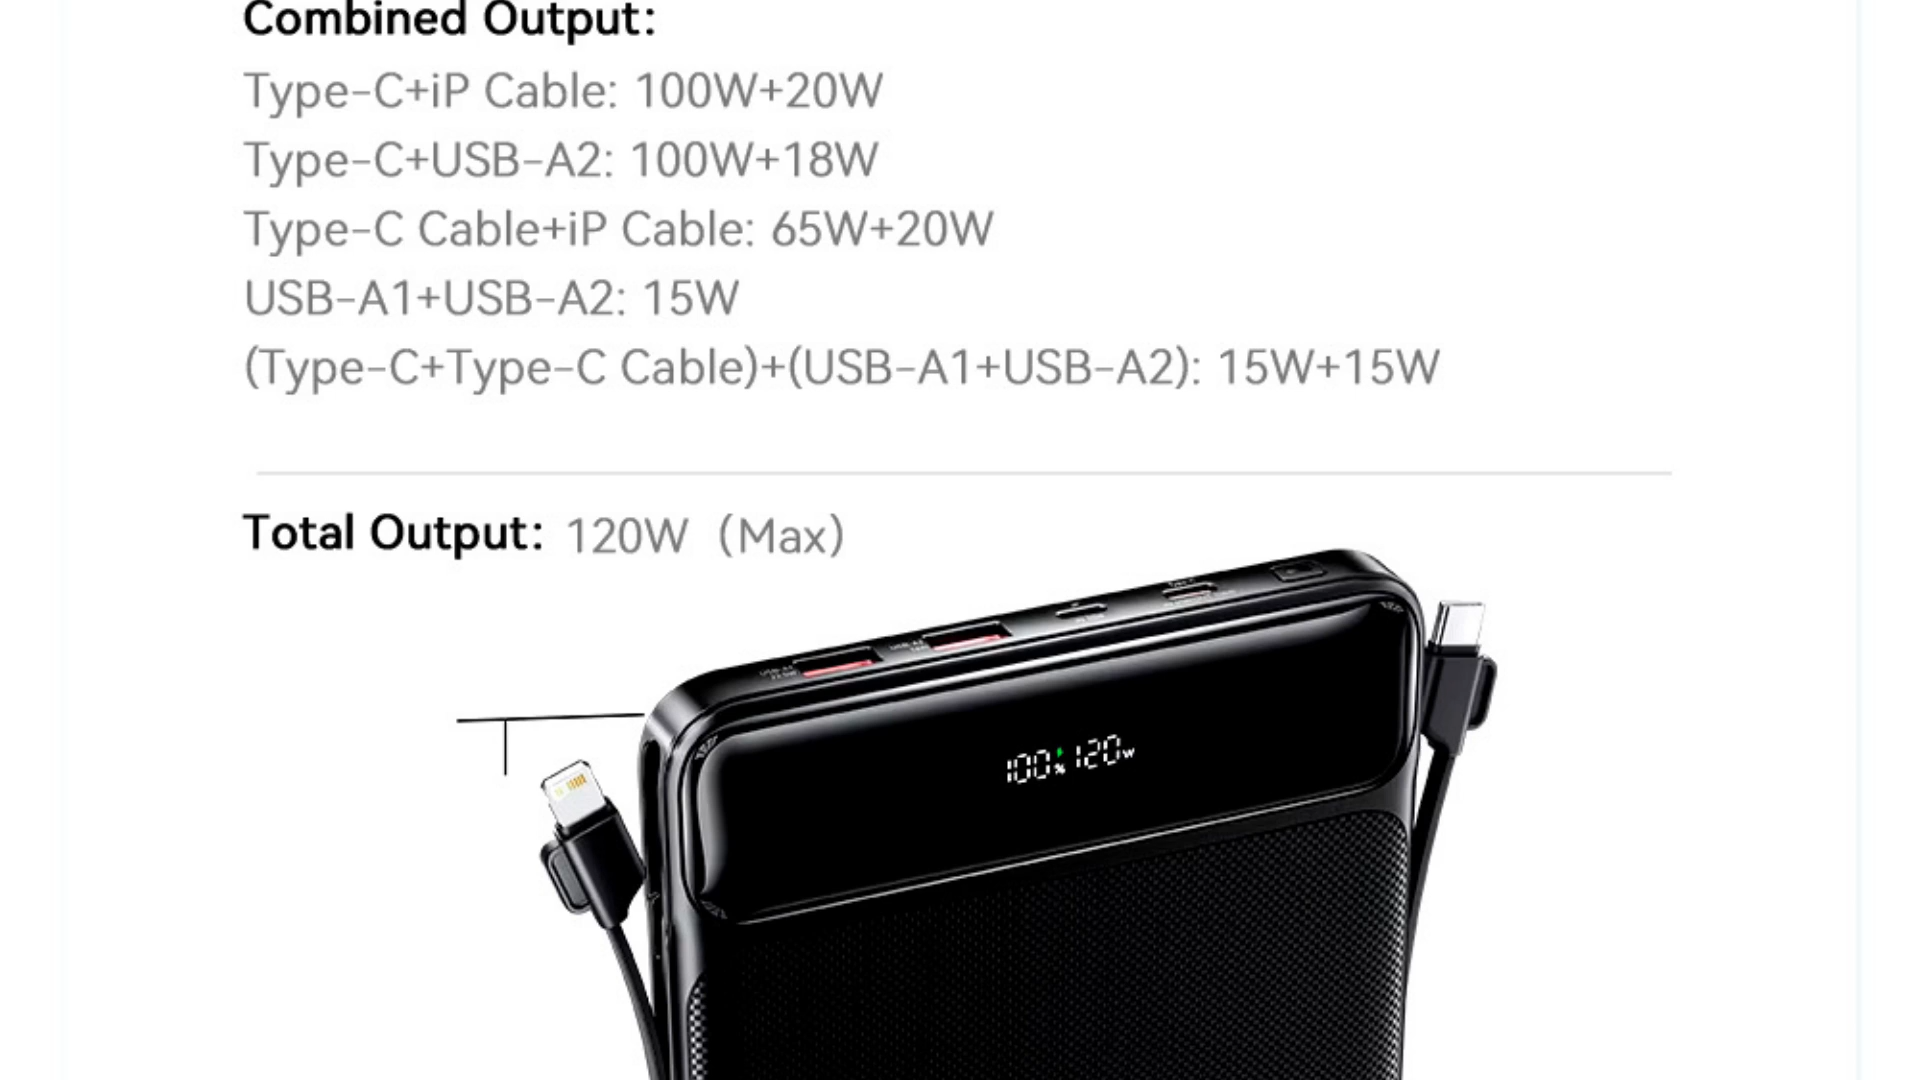 Combined Output:
Type-C+iP Cable: 100W+20W
Type-C+USB-A2: 100W+18W
Type-C Cable+iP Cable: 65W+20W
USB-A1+USB-A2: 15W
(Type-C+Type-C Cable)+(USB-A1+USB-A2): 15W+15W
Total Output: 120W (Max)
100% 120w